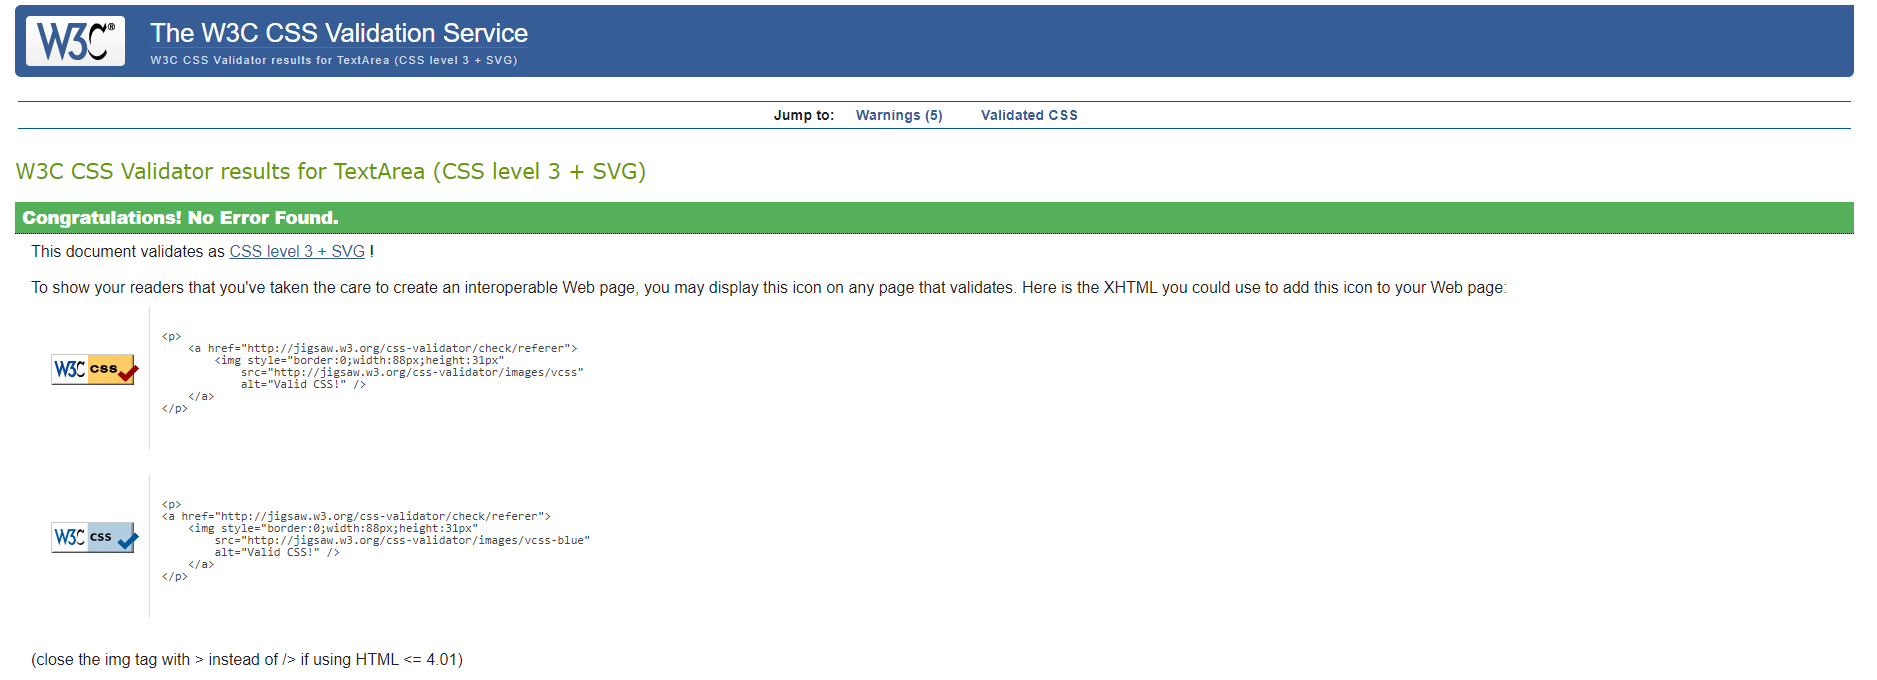 W3C®
The W3C CSS Validation Service
W3C CSS Validator results for TextArea (CSS level 3 + SVG)
Jump to: Warnings (5) Validated CSS
W3C CSS Validator results for TextArea (CSS level 3 + SVG)
Congratulations! No Error Found.
This document validates as CSS level 3 + SVG !
To show your readers that you've taken the care to create an interoperable Web page, you may display this icon on any page that validates. Here is the XHTML you could use to add this icon to your Web page:
W3C css
<p>
<a href="http://jigsaw.w3.org/css-validator/check/referer">
<img style="border:0;width:88px;height:31px"
src="http://jigsaw.w3.org/css-validator/images/vcss"
alt="Valid CSS!" />
</a>
</p>
W3C css
<p>
<a href="http://jigsaw.w3.org/css-validator/check/referer">
<img style="border:0;width:88px;height:31px"
src="http://jigsaw.w3.org/css-validator/images/vcss-blue"
alt="Valid CSS!" />
</a>
</p>
(close the img tag with > instead of /> if using HTML <= 4.01)